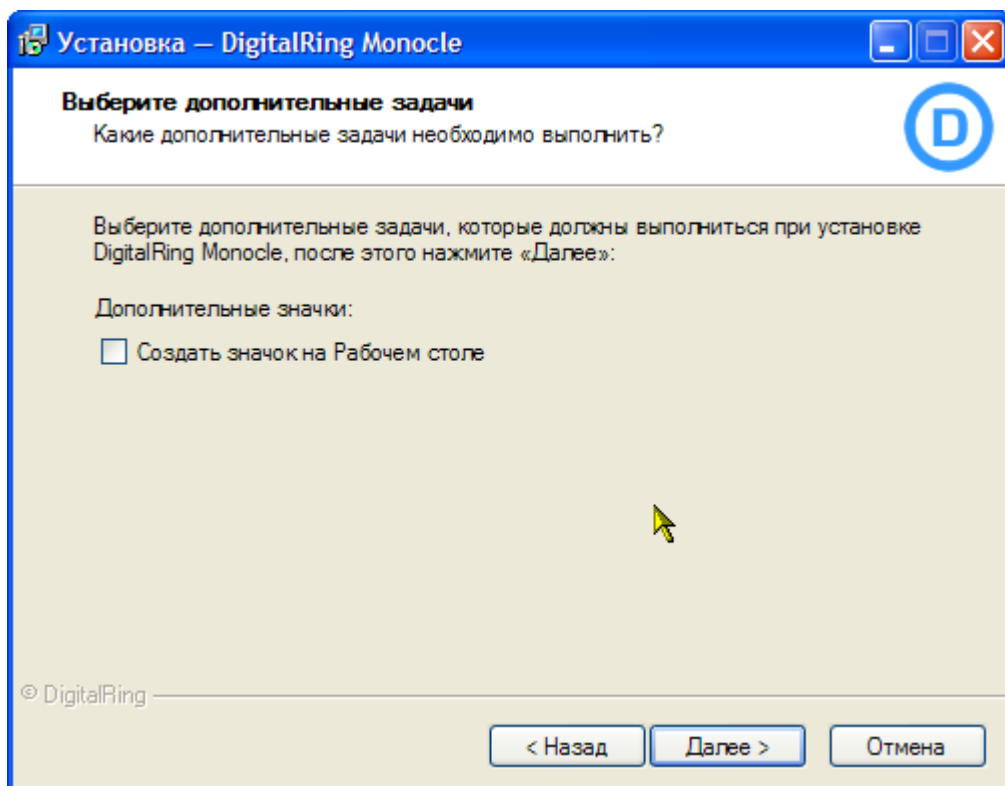 Установка — DigitalRing Monocle
Выберите дополнительные задачи
Какие дополнительные задачи необходимо выполнить?
D
Выберите дополнительные задачи, которые должны выполниться при установке
DigitalRing Monocle, после этого нажмите «Далее»:
Дополнительные значки:
Создать значок на Рабочем столе
© DigitalRing
< Назад
Далее >
Отмена